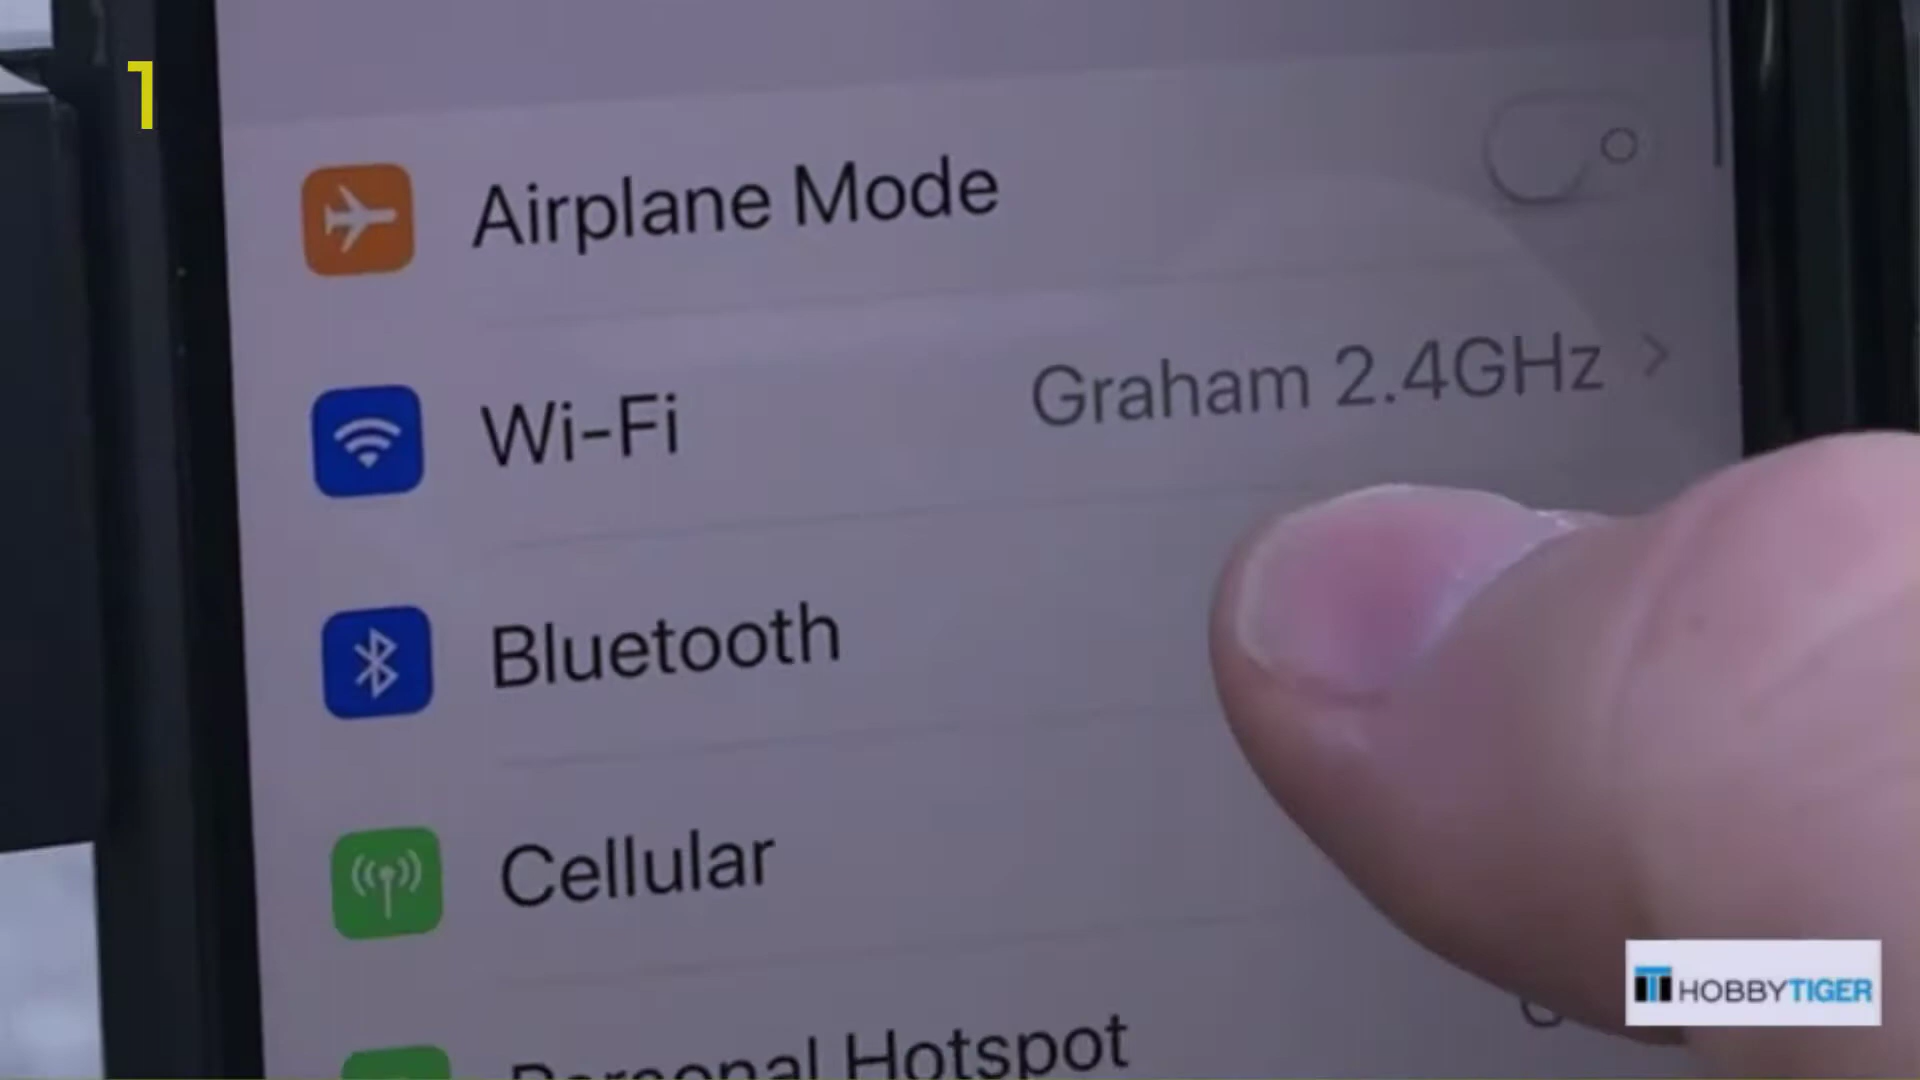 1
Airplane Mode
Wi-Fi Graham 2.4GHz
Bluetooth
Cellular
Personal Hotspot
HOBBYTIGER